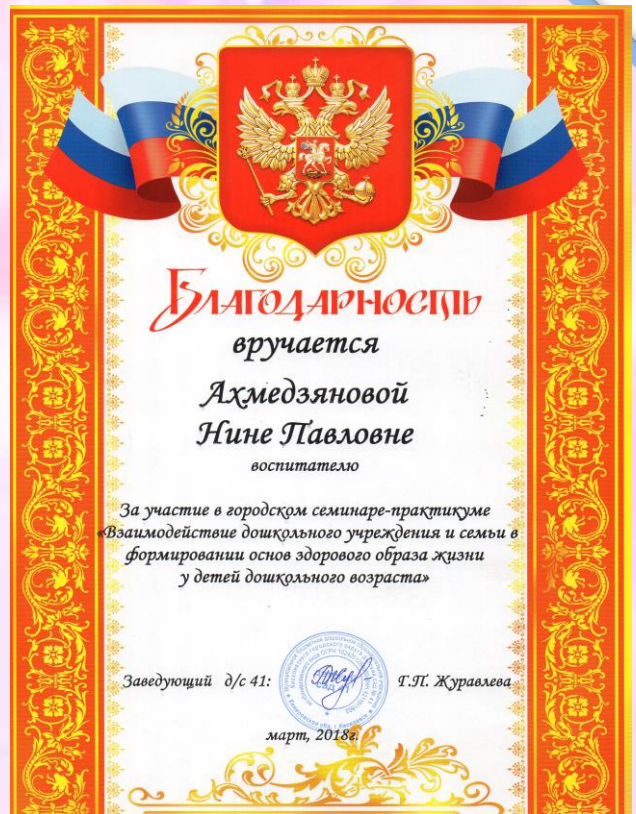 Благодарность
вручается
Ахмедзяновой
Нине Павловне
воспитателю
За участие в городском семинаре-практикуме
«Взаимодействие дошкольного учреждения и семьи в
формировании основ здорового образа жизни
у детей дошкольного возраста»
Заведующий д/с 41:
Г.П. Журавлева
март, 2018г.